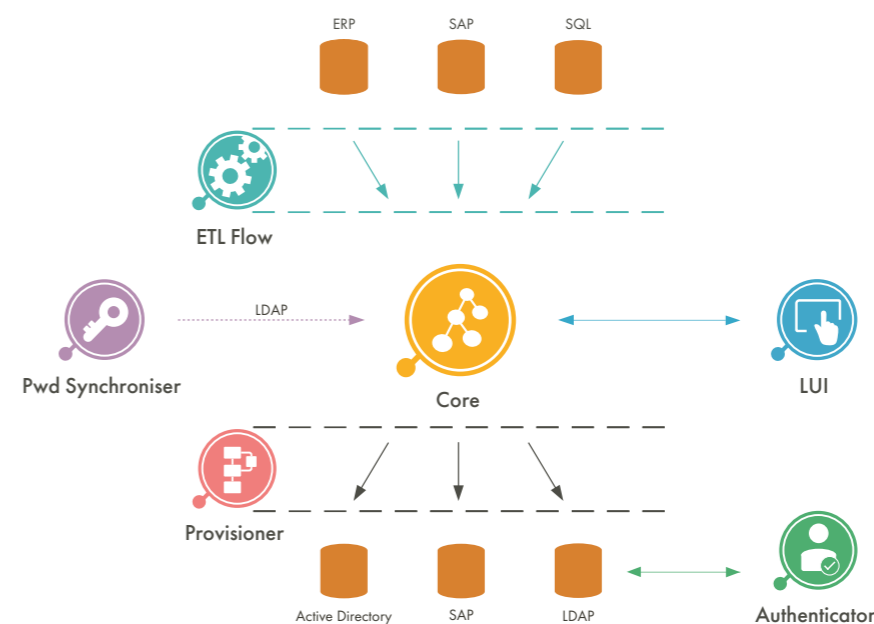 ERP
SAP
SQL
ETL Flow
LDAP
Pwd Synchroniser
Core
LUI
Provisioner
Active Directory
SAP
LDAP
Authenticator